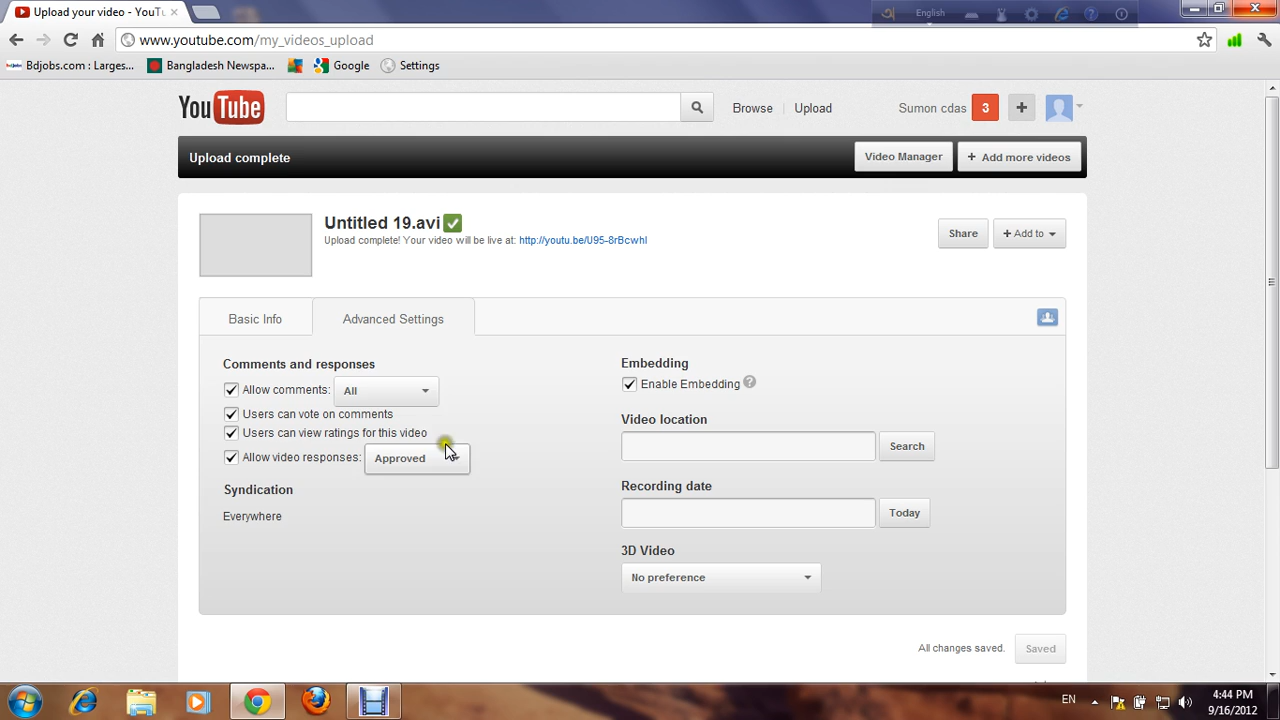 Upload your video - YouTu
English
www.youtube.com/my_videos_upload
Bdjobs.com : Larges...
Bangladesh Newspa...
Google
Settings
YouTube
Browse
Upload
Sumon cdas
3
Upload complete
Video Manager
+ Add more videos
Untitled 19.avi
Upload complete! Your video will be live at: http://youtu.be/U95-8rBcwhI
Share
+ Add to
Basic Info
Advanced Settings
Comments and responses
Allow comments: All
Users can vote on comments
Users can view ratings for this video
Allow video responses: Approved
Syndication
Everywhere
Embedding
Enable Embedding ?
Video location
Search
Recording date
Today
3D Video
No preference
All changes saved.
Saved
EN
4:44 PM
9/16/2012